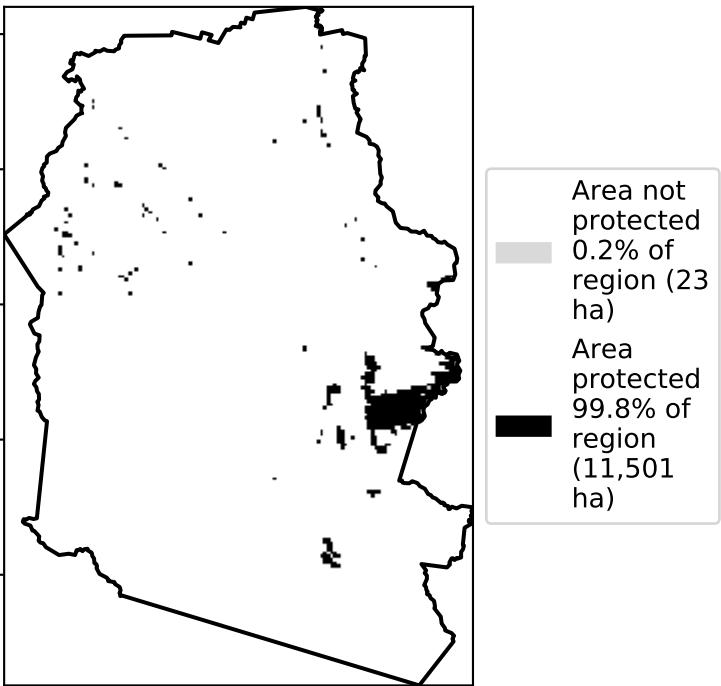 Area not
protected
0.2% of
region (23
ha)
Area
protected
99.8% of
region
(11,501
ha)